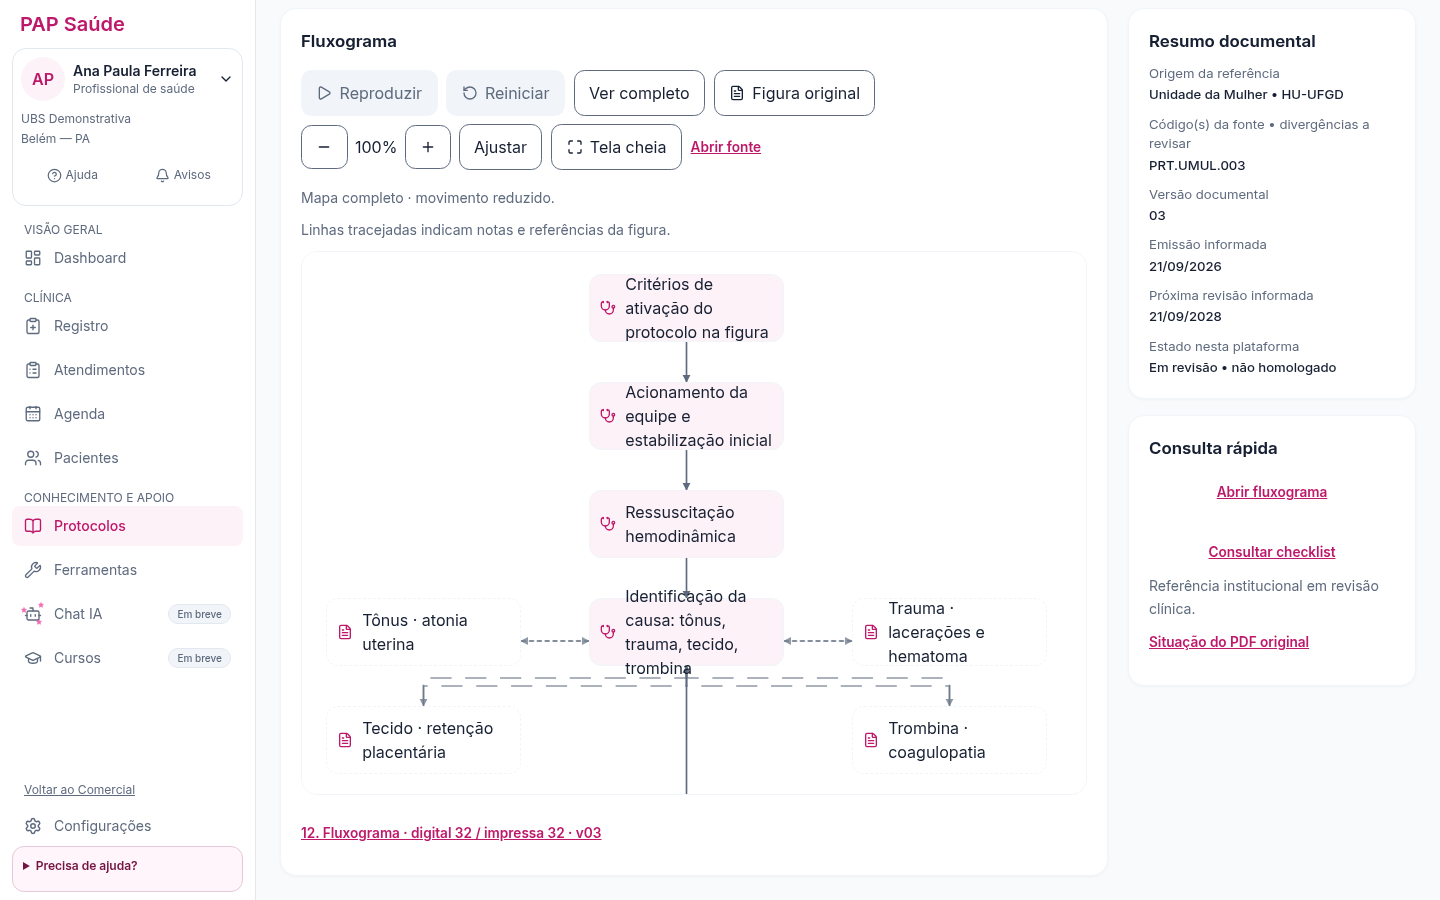 PAP Saúde
AP
Ana Paula Ferreira
Profissional de saúde
UBS Demonstrativa
Belém — PA
Ajuda
Avisos
VISÃO GERAL
Dashboard
CLÍNICA
Registro
Atendimentos
Agenda
Pacientes
CONHECIMENTO E APOIO
Protocolos
Ferramentas
Chat IA
Em breve
Cursos
Em breve
Voltar ao Comercial
Configurações
Precisa de ajuda?
Fluxograma
Reproduzir
Reiniciar
Ver completo
Figura original
100%
Ajustar
Tela cheia
Abrir fonte
Mapa completo · movimento reduzido.
Linhas tracejadas indicam notas e referências da figura.
Critérios de
ativação do
protocolo na figura
Acionamento da
equipe e
estabilização inicial
Ressuscitação
hemodinâmica
Tônus · atonia
uterina
Identificação da
causa: tônus,
trauma, tecido,
trombina
Trauma ·
lacerações e
hematoma
Tecido · retenção
placentária
Trombina ·
coagulopatia
12. Fluxograma · digital 32 / impressa 32 · v03
Resumo documental
Origem da referência
Unidade da Mulher • HU-UFGD
Código(s) da fonte • divergências a
revisar
PRT.UMUL.003
Versão documental
03
Emissão informada
21/09/2026
Próxima revisão informada
21/09/2028
Estado nesta plataforma
Em revisão • não homologado
Consulta rápida
Abrir fluxograma
Consultar checklist
Referência institucional em revisão
clínica.
Situação do PDF original